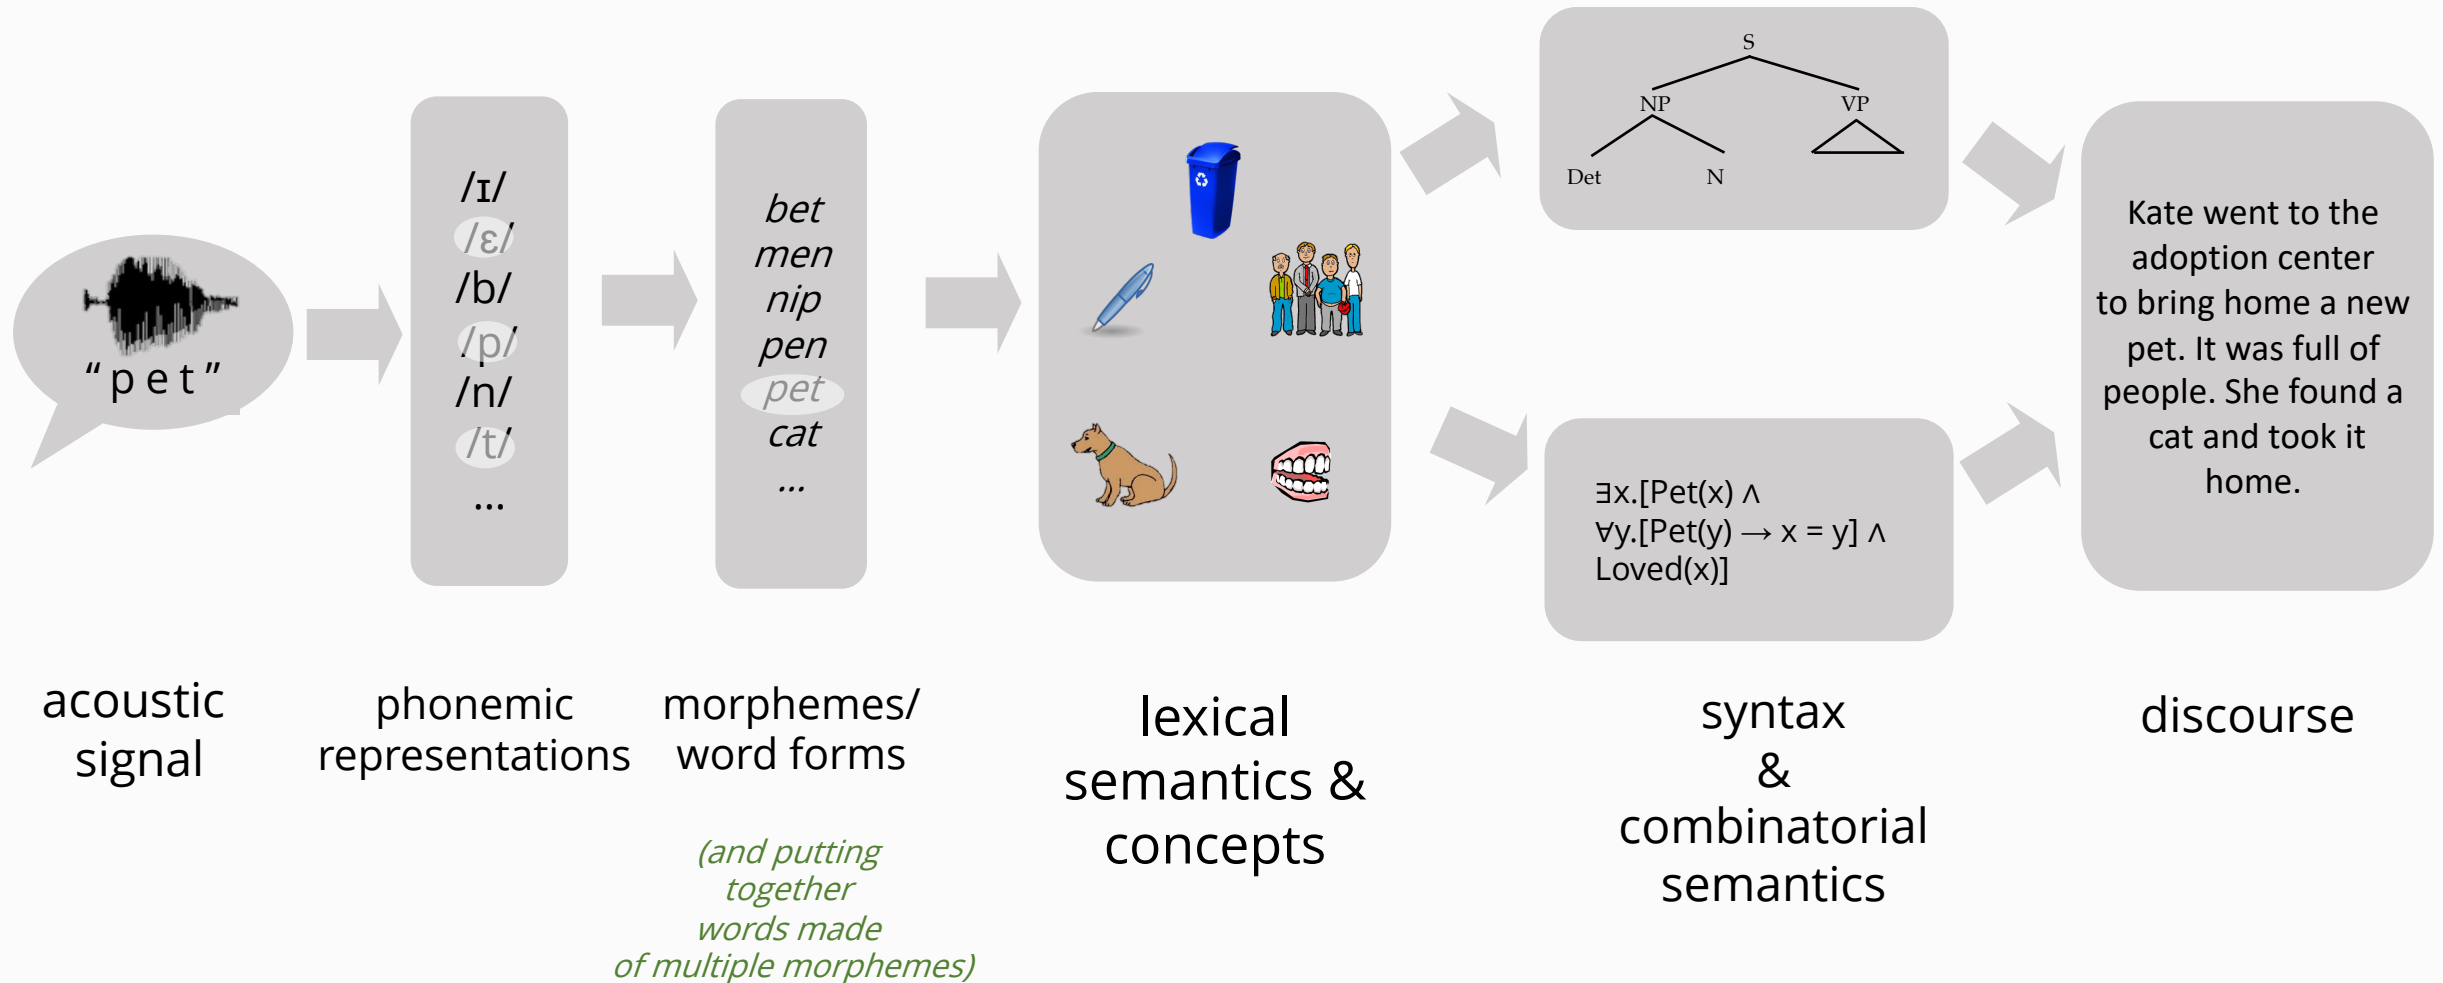 “ p e t ”
/ɪ/
/ɛ/
/b/
/p/
/n/
/t/
...
bet
men
nip
pen
pet
cat
...
S
NP VP
Det N
∃x.[Pet(x) ∧
∀y.[Pet(y) → x = y] ∧
Loved(x)]
Kate went to the
adoption center
to bring home a new
pet. It was full of
people. She found a
cat and took it
home.
acoustic
signal
phonemic
representations
morphemes/
word forms
(and putting
together
words made
of multiple morphemes)
lexical
semantics &
concepts
syntax
&
combinatorial
semantics
discourse